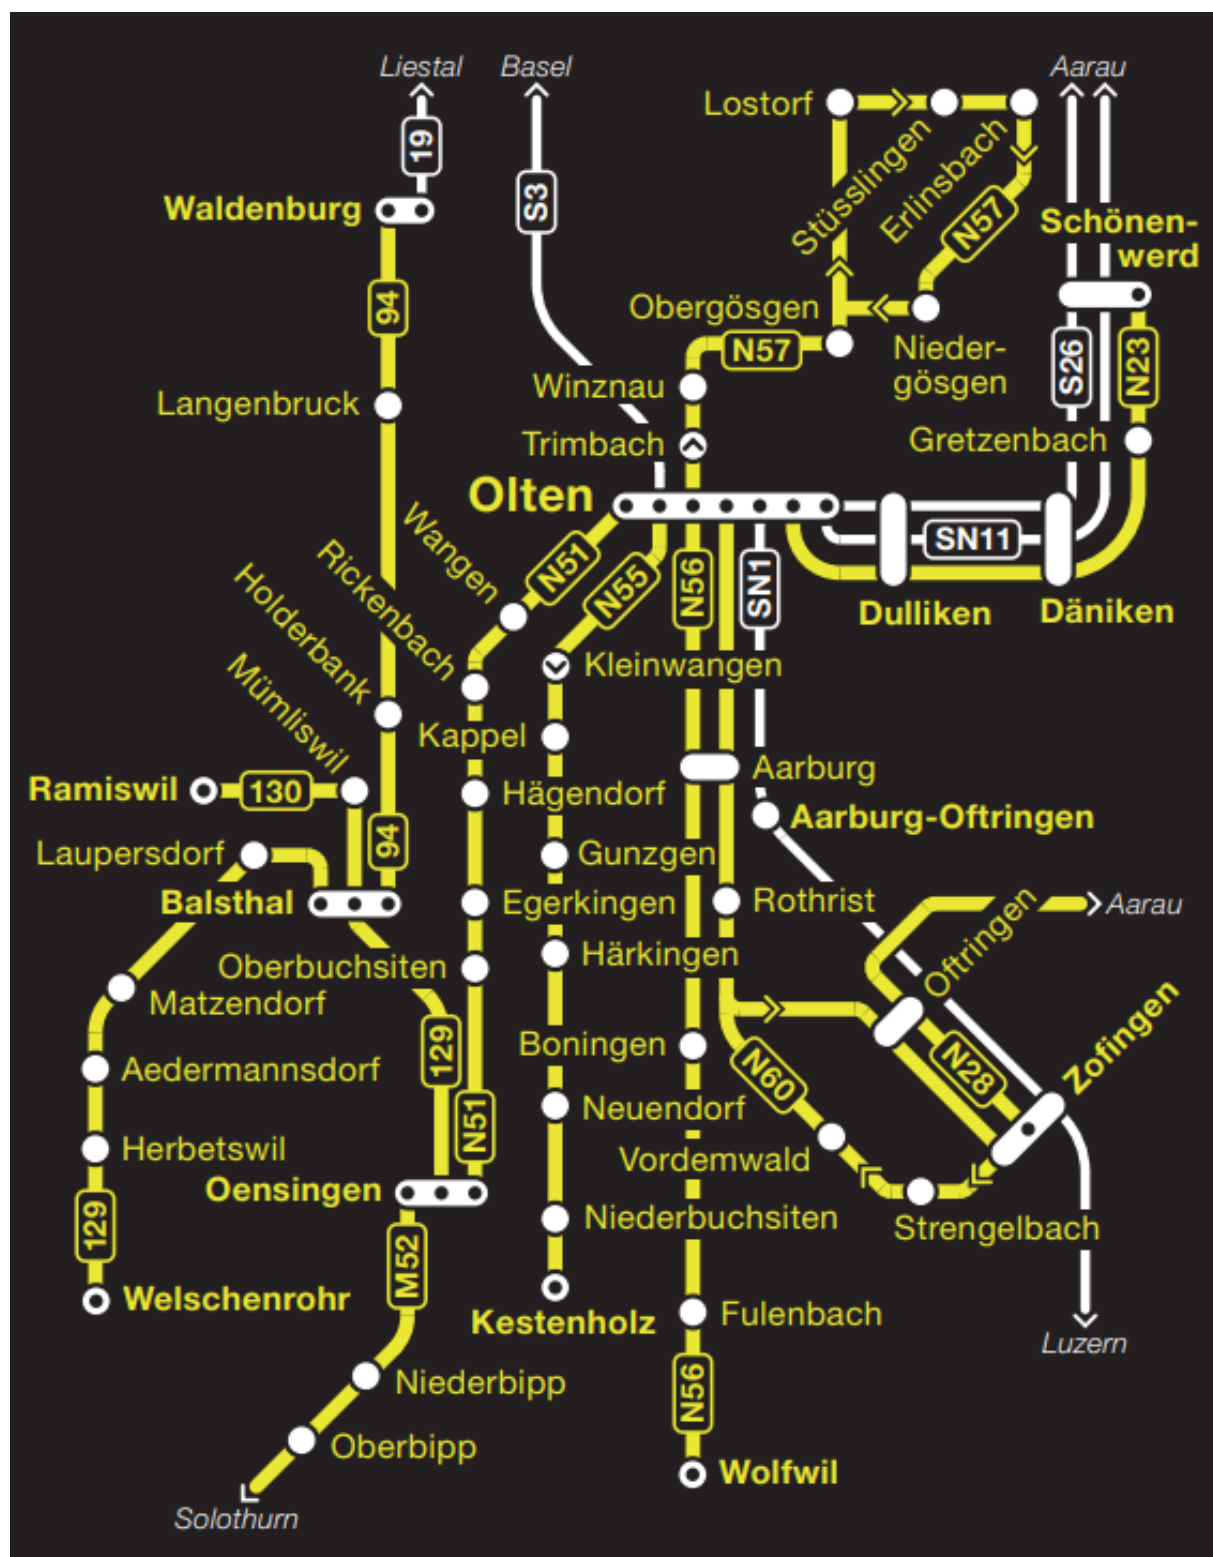 Liestal
Basel
Aarau
Lostorf
19
S3
Stüsslingen
Erlinsbach
N57
Waldenburg
Schönen-
werd
94
Obergösgen
N57
Nieder-
gösgen
S26
N23
Winznau
Langenbruck
Trimbach
Gretzenbach
Olten
Wangen
N51
N55
N56
SN1
SN11
Rickenbach
Dulliken
Däniken
Holderbank
Kleinwangen
Mümliswil
Kappel
Aarburg
Ramiswil
130
Hägendorf
Aarburg-Oftringen
94
Laupersdorf
Gunzgen
Balsthal
Egerkingen
Rothrist
Oftringen
Aarau
Oberbuchsiten
Härkingen
Matzendorf
129
Boningen
N60
N28
Zofingen
Aedermannsdorf
Neuendorf
N51
Herbetswil
Vordemwald
Oensingen
129
Niederbuchsiten
Strengelbach
M52
Welschenrohr
Kestenholz
Fulenbach
Luzern
Niederbipp
N56
Oberbipp
Wolfwil
Solothurn